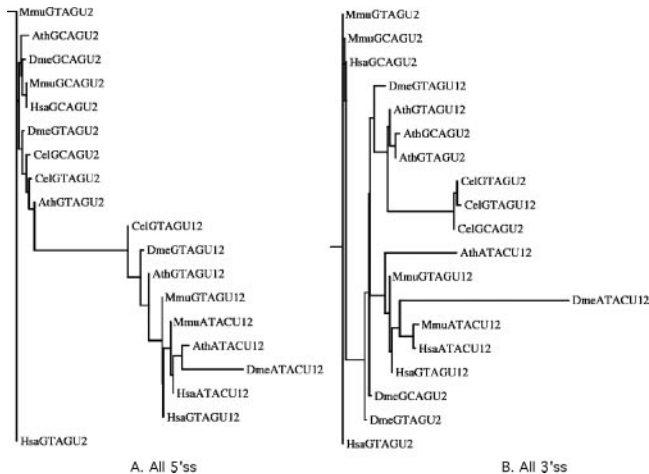 MmuGTAGU2
AthGCAGU2
DmeGCAGU2
MmuGCAGU2
HsaGCAGU2
DmeGTAGU2
CelGCAGU2
CelGTAGU2
AthGTAGU2
CelGTAGU12
DmeGTAGU12
AthGTAGU12
MmuGTAGU12
MmuATACU12
AthATACU12
DmeATACU12
HsaATACU12
HsaGTAGU12
HsaGTAGU2
A. All 5'ss
MmuGTAGU2
MmuGCAGU2
HsaGCAGU2
DmeGTAGU12
AthGTAGU12
AthGCAGU2
AthGTAGU2
CelGTAGU2
CelGTAGU12
CelGCAGU2
AthATACU12
MmuGTAGU12
DmeATACU12
MmuATACU12
HsaATACU12
HsaGTAGU12
DmeGCAGU2
DmeGTAGU2
HsaGTAGU2
B. All 3'ss